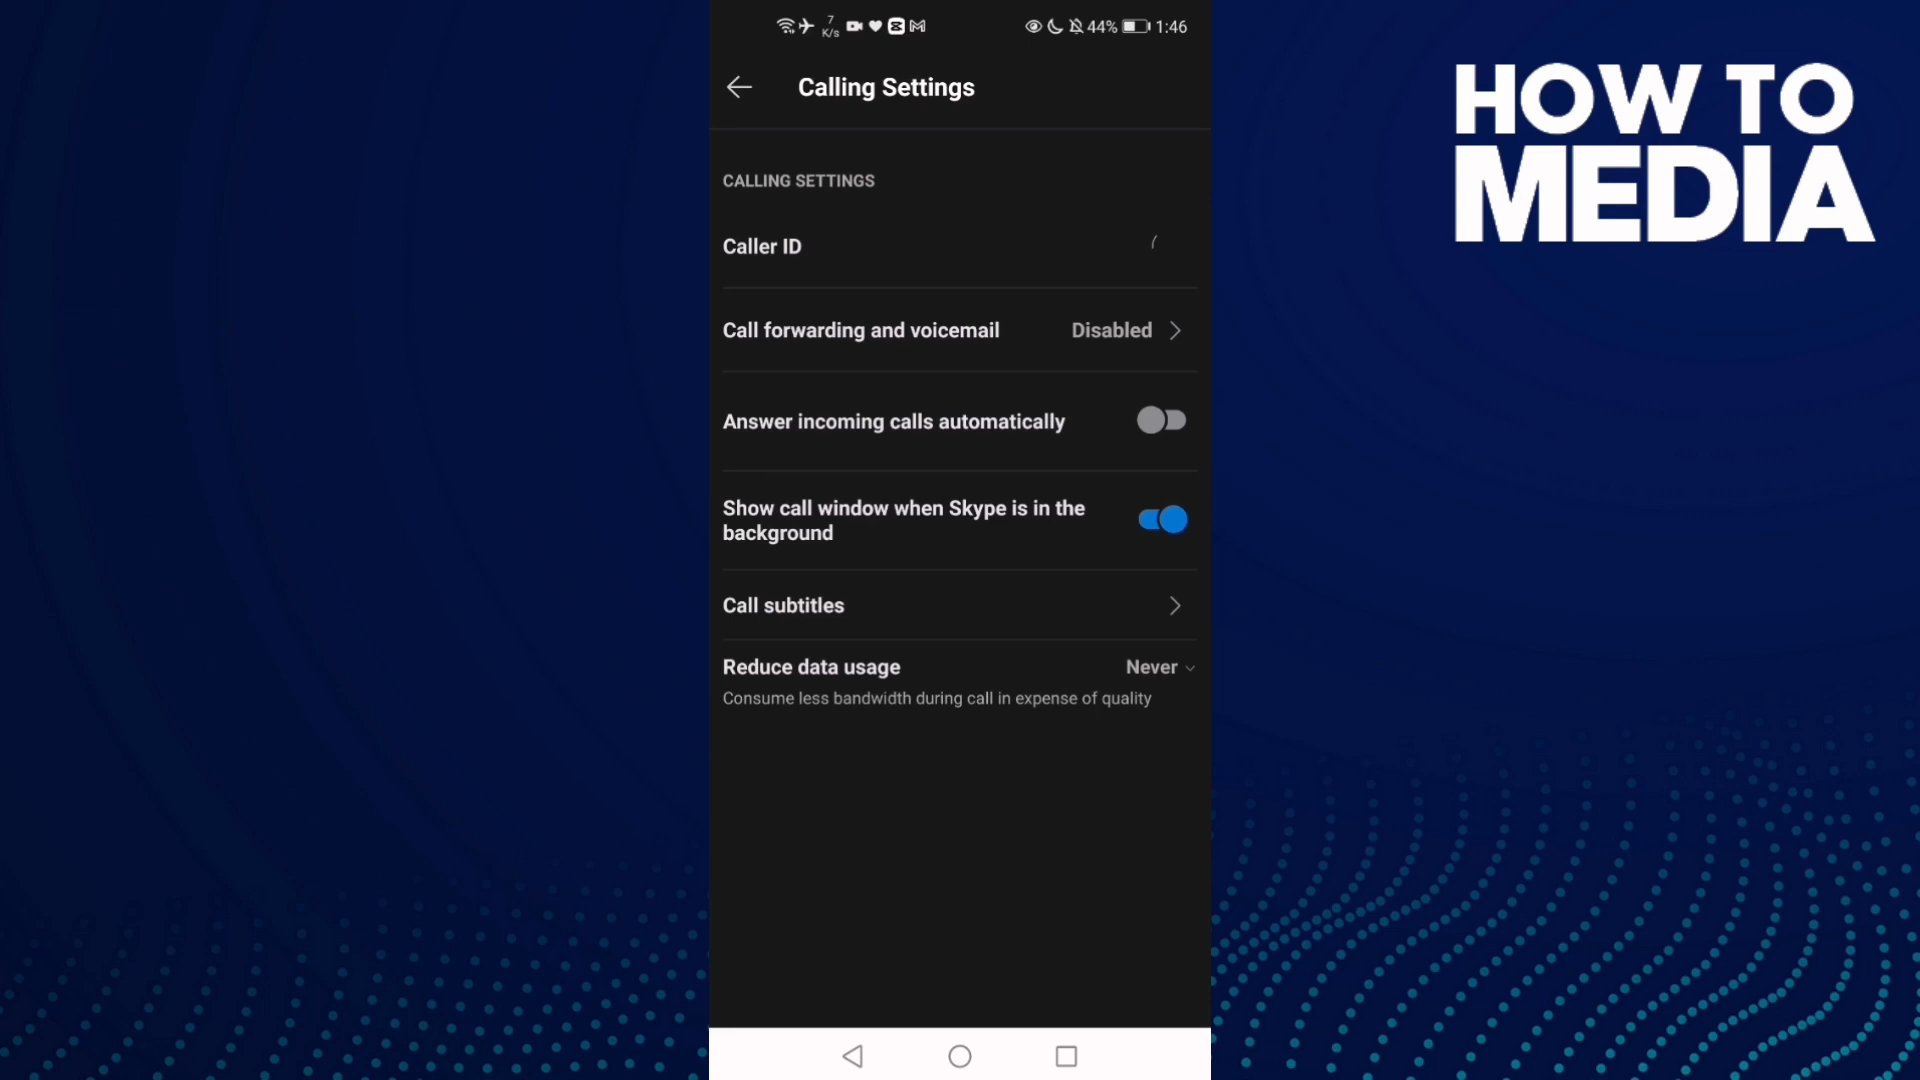 7
K/s
44%
1:46
Calling Settings
HOW TO
MEDIA
CALLING SETTINGS
Caller ID
Call forwarding and voicemail
Disabled
Answer incoming calls automatically
Show call window when Skype is in the
background
Call subtitles
Reduce data usage
Never
Consume less bandwidth during call in expense of quality